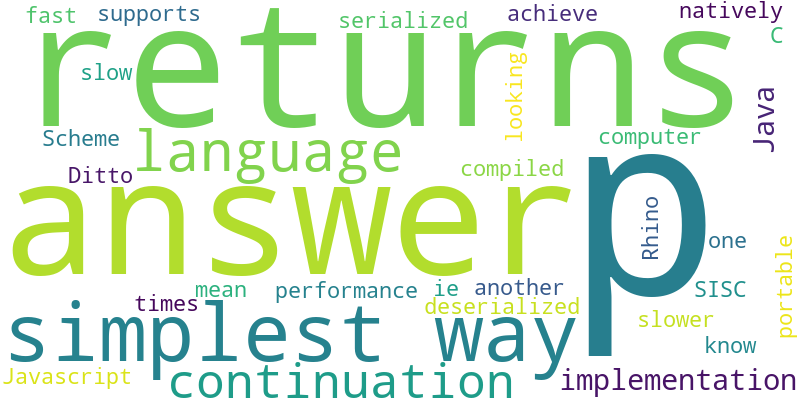 fast
supports
serialized
achieve
natively
returns
C
slow
looking
Java
Scheme
language
computer
Ditto
compiled
answer
p
Rhino
one
portable
mean
performance
ie
another
SISC
times
deserialized
simplest way
slower
know
Javascript
continuation
implementation